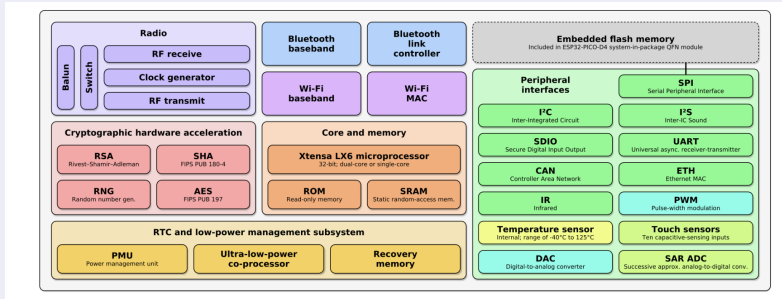 Radio
Balun
Switch
RF receive
Clock generator
RF transmit
Bluetooth
baseband
Bluetooth
link
controller
Wi-Fi
baseband
Wi-Fi
MAC
Embedded flash memory
Included in ESP32-PICO-D4 system-in-package QFN module
Cryptographic hardware acceleration
RSA
Rivest–Shamir–Adleman
SHA
FIPS PUB 180-4
RNG
Random number gen.
AES
FIPS PUB 197
Core and memory
Xtensa LX6 microprocessor
32-bit; dual-core or single-core
ROM
Read-only memory
SRAM
Static random-access mem.
RTC and low-power management subsystem
PMU
Power management unit
Ultra-low-power
co-processor
Recovery
memory
Peripheral
interfaces
SPI
Serial Peripheral Interface
I²C
Inter-Integrated Circuit
I²S
Inter-IC Sound
SDIO
Secure Digital Input Output
UART
Universal async. receiver-transmitter
CAN
Controller Area Network
ETH
Ethernet MAC
IR
Infrared
PWM
Pulse-width modulation
Temperature sensor
Internal; range of -40°C to 125°C
Touch sensors
Ten capacitive-sensing inputs
DAC
Digital-to-analog converter
SAR ADC
Successive approx. analog-to-digital conv.